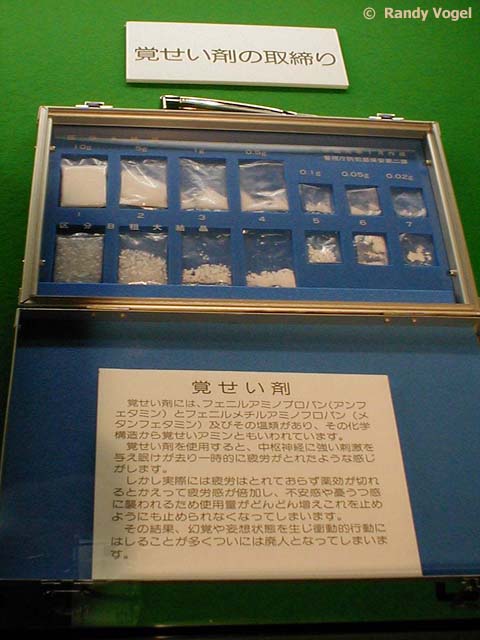 © Randy Vogel
覚せい剤の取締り
10g 5g 1g 0.5g 0.1g 0.05g 0.02g
1 2 3 4 5 6 7
区分B 粗大 結晶
覚せい剤
覚せい剤には、フェニルアミノプロパン(アンフ
ェタミン)とフェニルメチルアミノプロパン(メ
タンフェタミン)及びその塩類があり、その化学
構造から覚せいアミンともいわれています。
覚せい剤を使用すると、中枢神経に強い刺激を
与え眠けが去り一時的に疲労がとれたような感じ
がします。
しかし実際には疲労はとれておらず薬効が切れ
るとかえって疲労感が倍加し、不安感や憂うつ感
に襲われるため使用量がどんどん増えこれを止め
ようにも止められなくなってしまいます。
その結果、幻覚や妄想状態を生じ衝動的行動に
はしることが多くついには廃人となってしまいま
す。